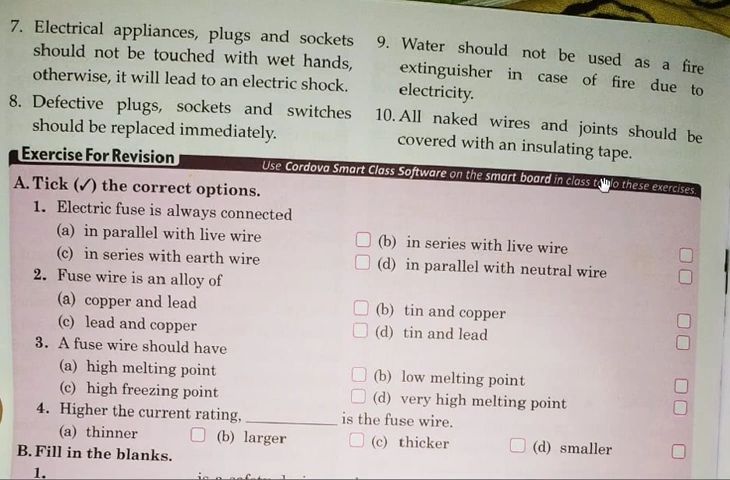 7. Electrical appliances, plugs and sockets
should not be touched with wet hands,
otherwise, it will lead to an electric shock.
8. Defective plugs, sockets and switches
should be replaced immediately.
9. Water should not be used as a fire
extinguisher in case of fire due to
electricity.
10. All naked wires and joints should be
covered with an insulating tape.
Exercise For Revision
Use Cordova Smart Class Software on the smart board in class to do these exercises.
A. Tick (✓) the correct options.
1. Electric fuse is always connected
(a) in parallel with live wire
(b) in series with live wire
(c) in series with earth wire
(d) in parallel with neutral wire
2. Fuse wire is an alloy of
(a) copper and lead
(b) tin and copper
(c) lead and copper
(d) tin and lead
3. A fuse wire should have
(a) high melting point
(b) low melting point
(c) high freezing point
(d) very high melting point
4. Higher the current rating, __________ is the fuse wire.
(a) thinner (b) larger (c) thicker (d) smaller
B. Fill in the blanks.
1.